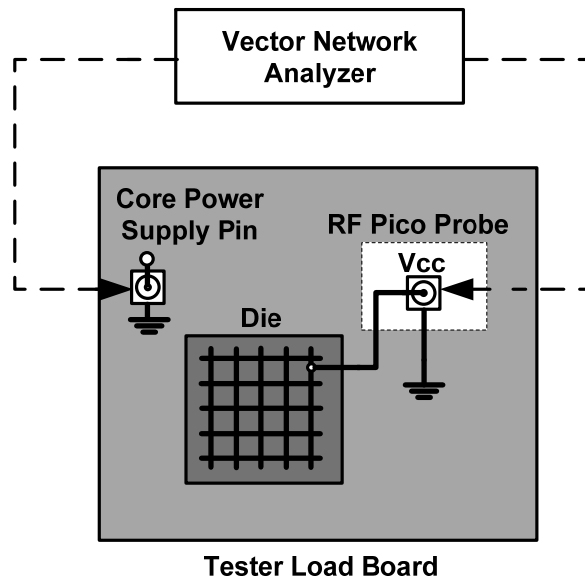 Vector Network
Analyzer
Core Power
Supply Pin
RF Pico Probe
Vcc
Die
Tester Load Board